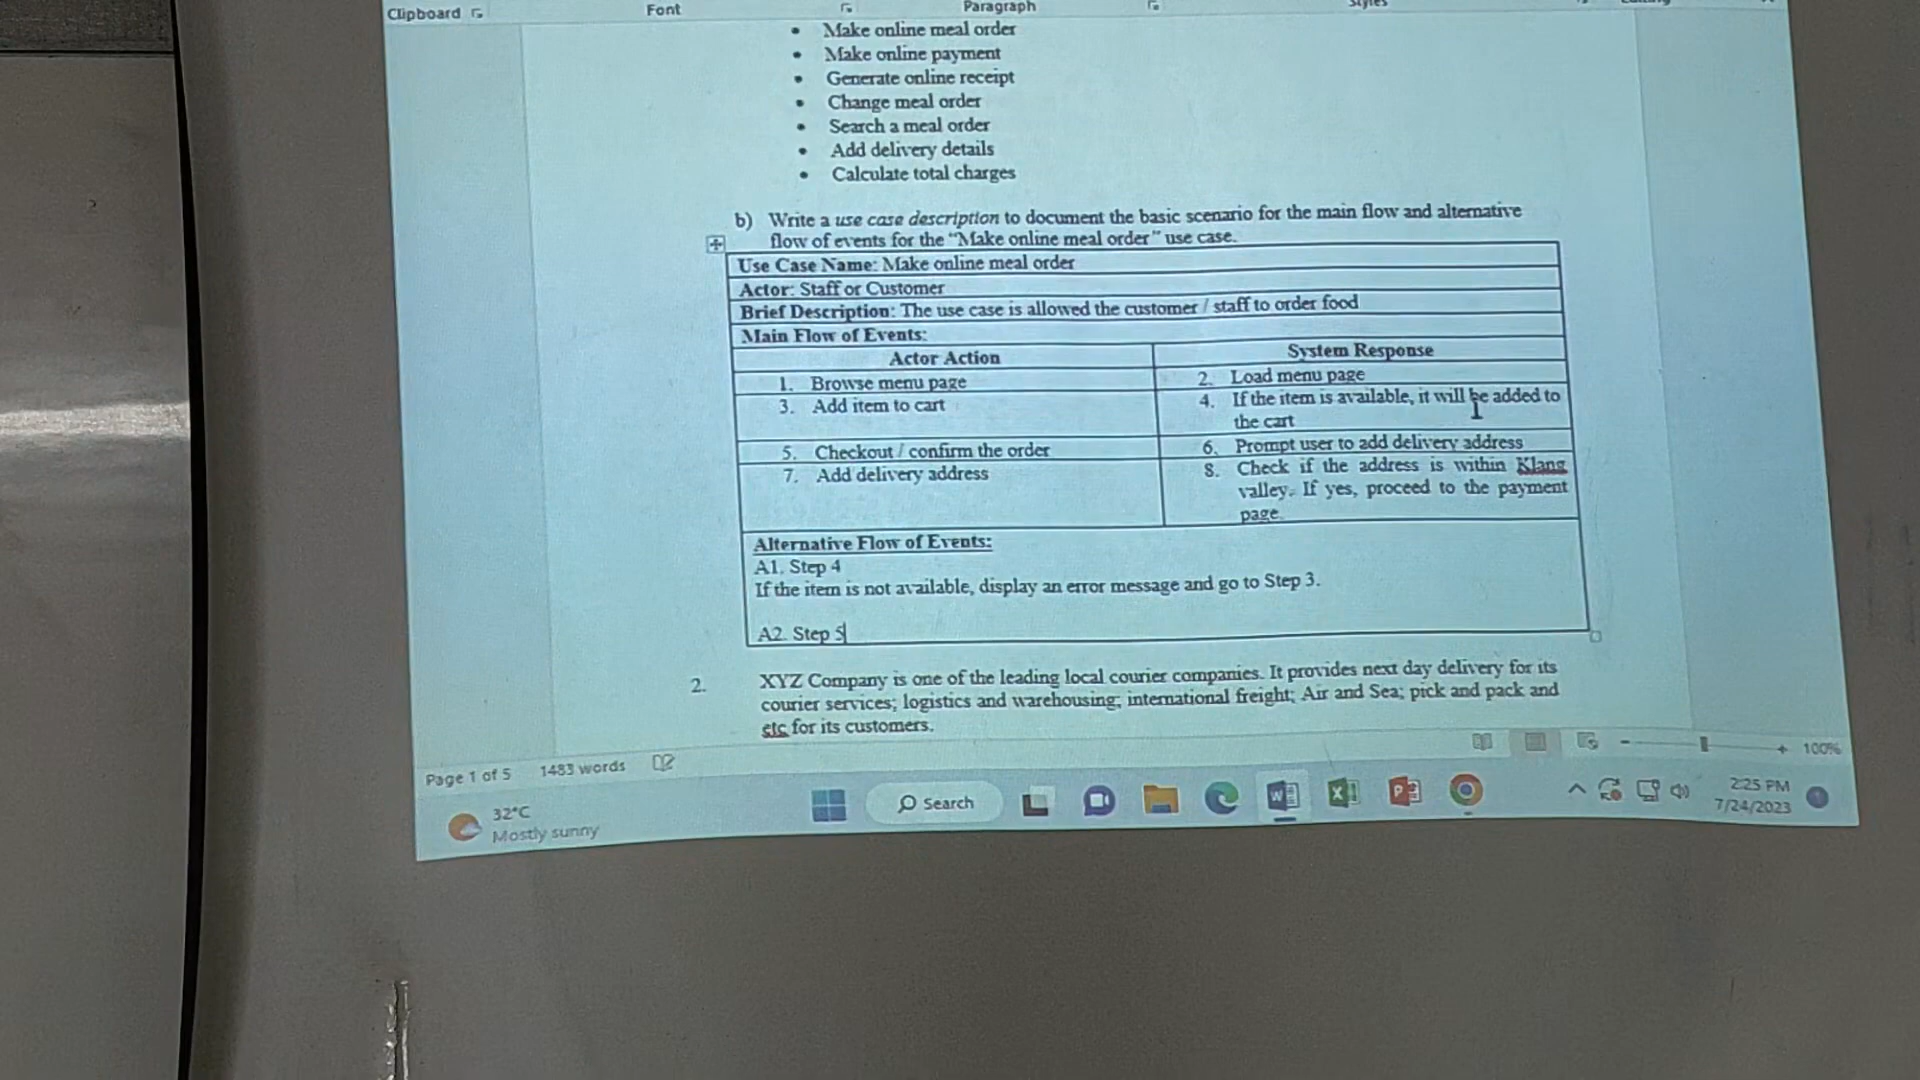 Clipboard
Font
Paragraph
Styles
• Make online meal order
• Make online payment
• Generate online receipt
• Change meal order
• Search a meal order
• Add delivery details
• Calculate total charges
b) Write a use case description to document the basic scenario for the main flow and alternative
flow of events for the "Make online meal order" use case.
Use Case Name: Make online meal order
Actor: Staff or Customer
Brief Description: The use case is allowed the customer / staff to order food
Main Flow of Events:
Actor Action
System Response
1. Browse menu page
2. Load menu page
3. Add item to cart
4. If the item is available, it will be added to
the cart
5. Checkout / confirm the order
6. Prompt user to add delivery address
7. Add delivery address
8. Check if the address is within Klang
valley. If yes, proceed to the payment
page.
Alternative Flow of Events:
A1. Step 4
If the item is not available, display an error message and go to Step 3.
A2. Step 5
2. XYZ Company is one of the leading local courier companies. It provides next day delivery for its
courier services; logistics and warehousing; international freight; Air and Sea; pick and pack and
etc for its customers.
Page 1 of 5
1483 words
100%
32°C
Mostly sunny
Search
2:25 PM
7/24/2023